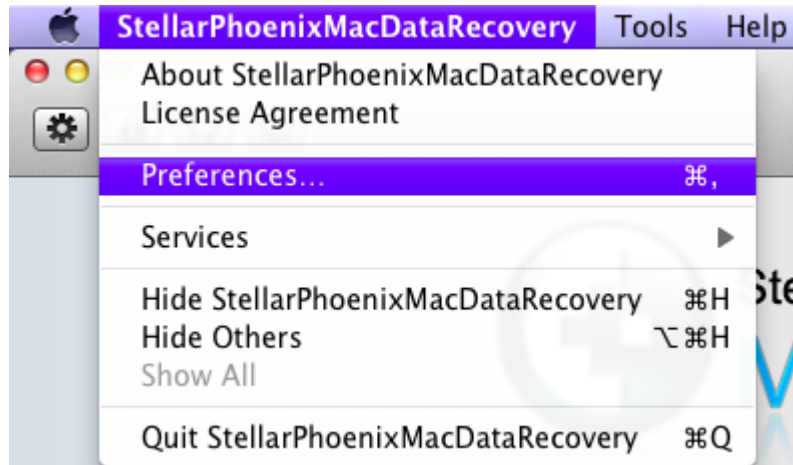 StellarPhoenixMacDataRecovery Tools Help
About StellarPhoenixMacDataRecovery
License Agreement
Preferences... ⌘,
Services
Hide StellarPhoenixMacDataRecovery ⌘H
Hide Others ⌥⌘H
Show All
Quit StellarPhoenixMacDataRecovery ⌘Q